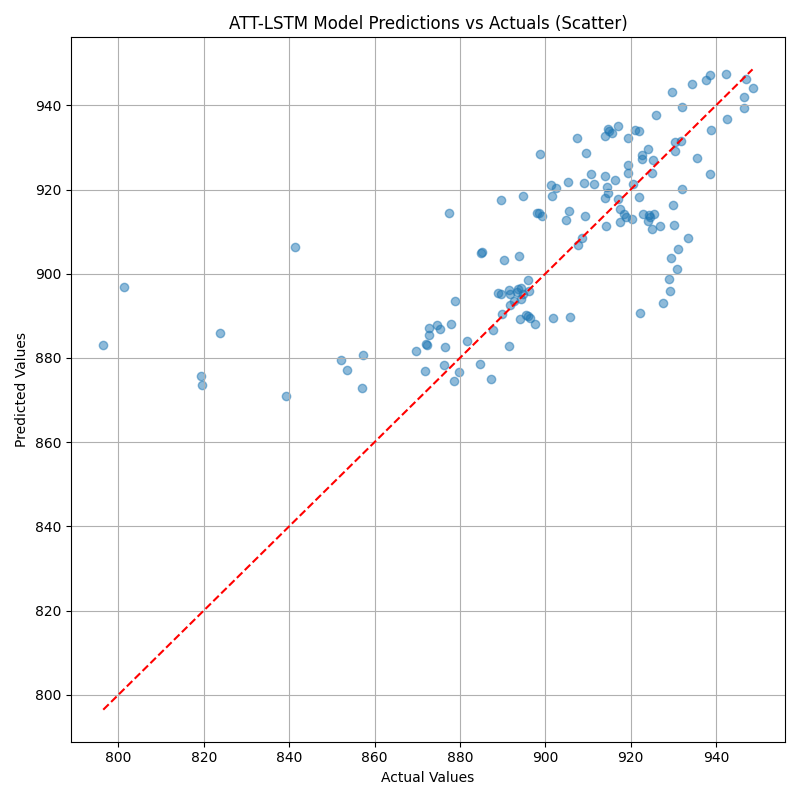 ATT-LSTM Model Predictions vs Actuals (Scatter)
Predicted Values
940
920
900
880
860
840
820
800
800 820 840 860 880 900 920 940
Actual Values